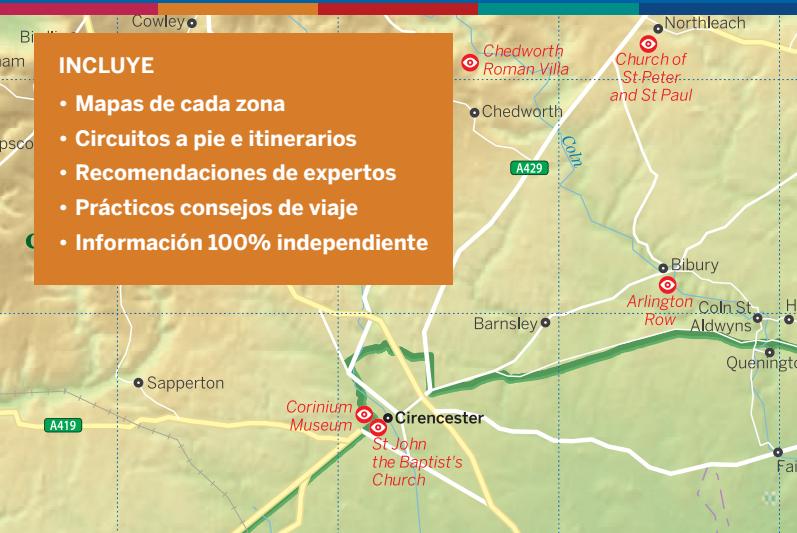 Cowley
Northleach
INCLUYE
• Mapas de cada zona
• Circuitos a pie e itinerarios
• Recomendaciones de expertos
• Prácticos consejos de viaje
• Información 100% independiente
Chedworth
Roman Villa
Church of
St Peter
and St Paul
Chedworth
Coln
A429
Bibury
Arlington
Row
Coln St
Aldwyns
Barnsley
Sapperton
Corinium
Museum
Cirencester
St John
the Baptist's
Church
A419